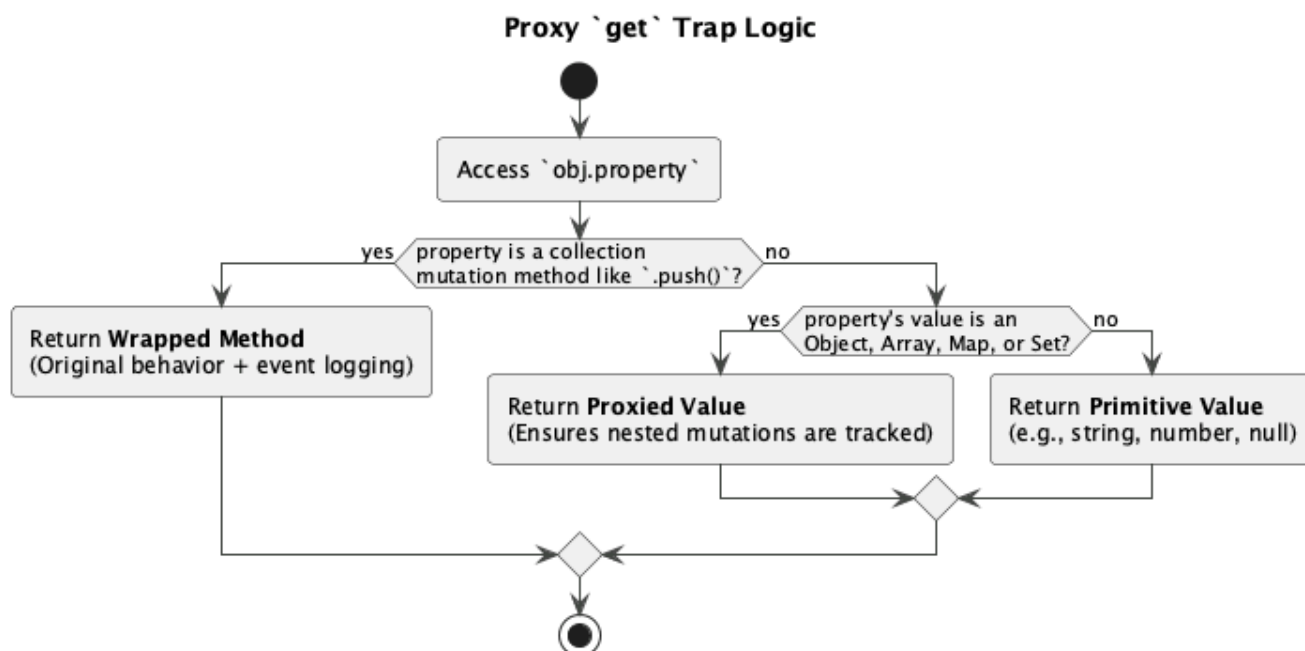 Proxy `get` Trap Logic
Access `obj.property`
yes
property is a collection
mutation method like `.push()`?
no
Return Wrapped Method
(Original behavior + event logging)
yes
property's value is an
Object, Array, Map, or Set?
no
Return Proxied Value
(Ensures nested mutations are tracked)
Return Primitive Value
(e.g., string, number, null)